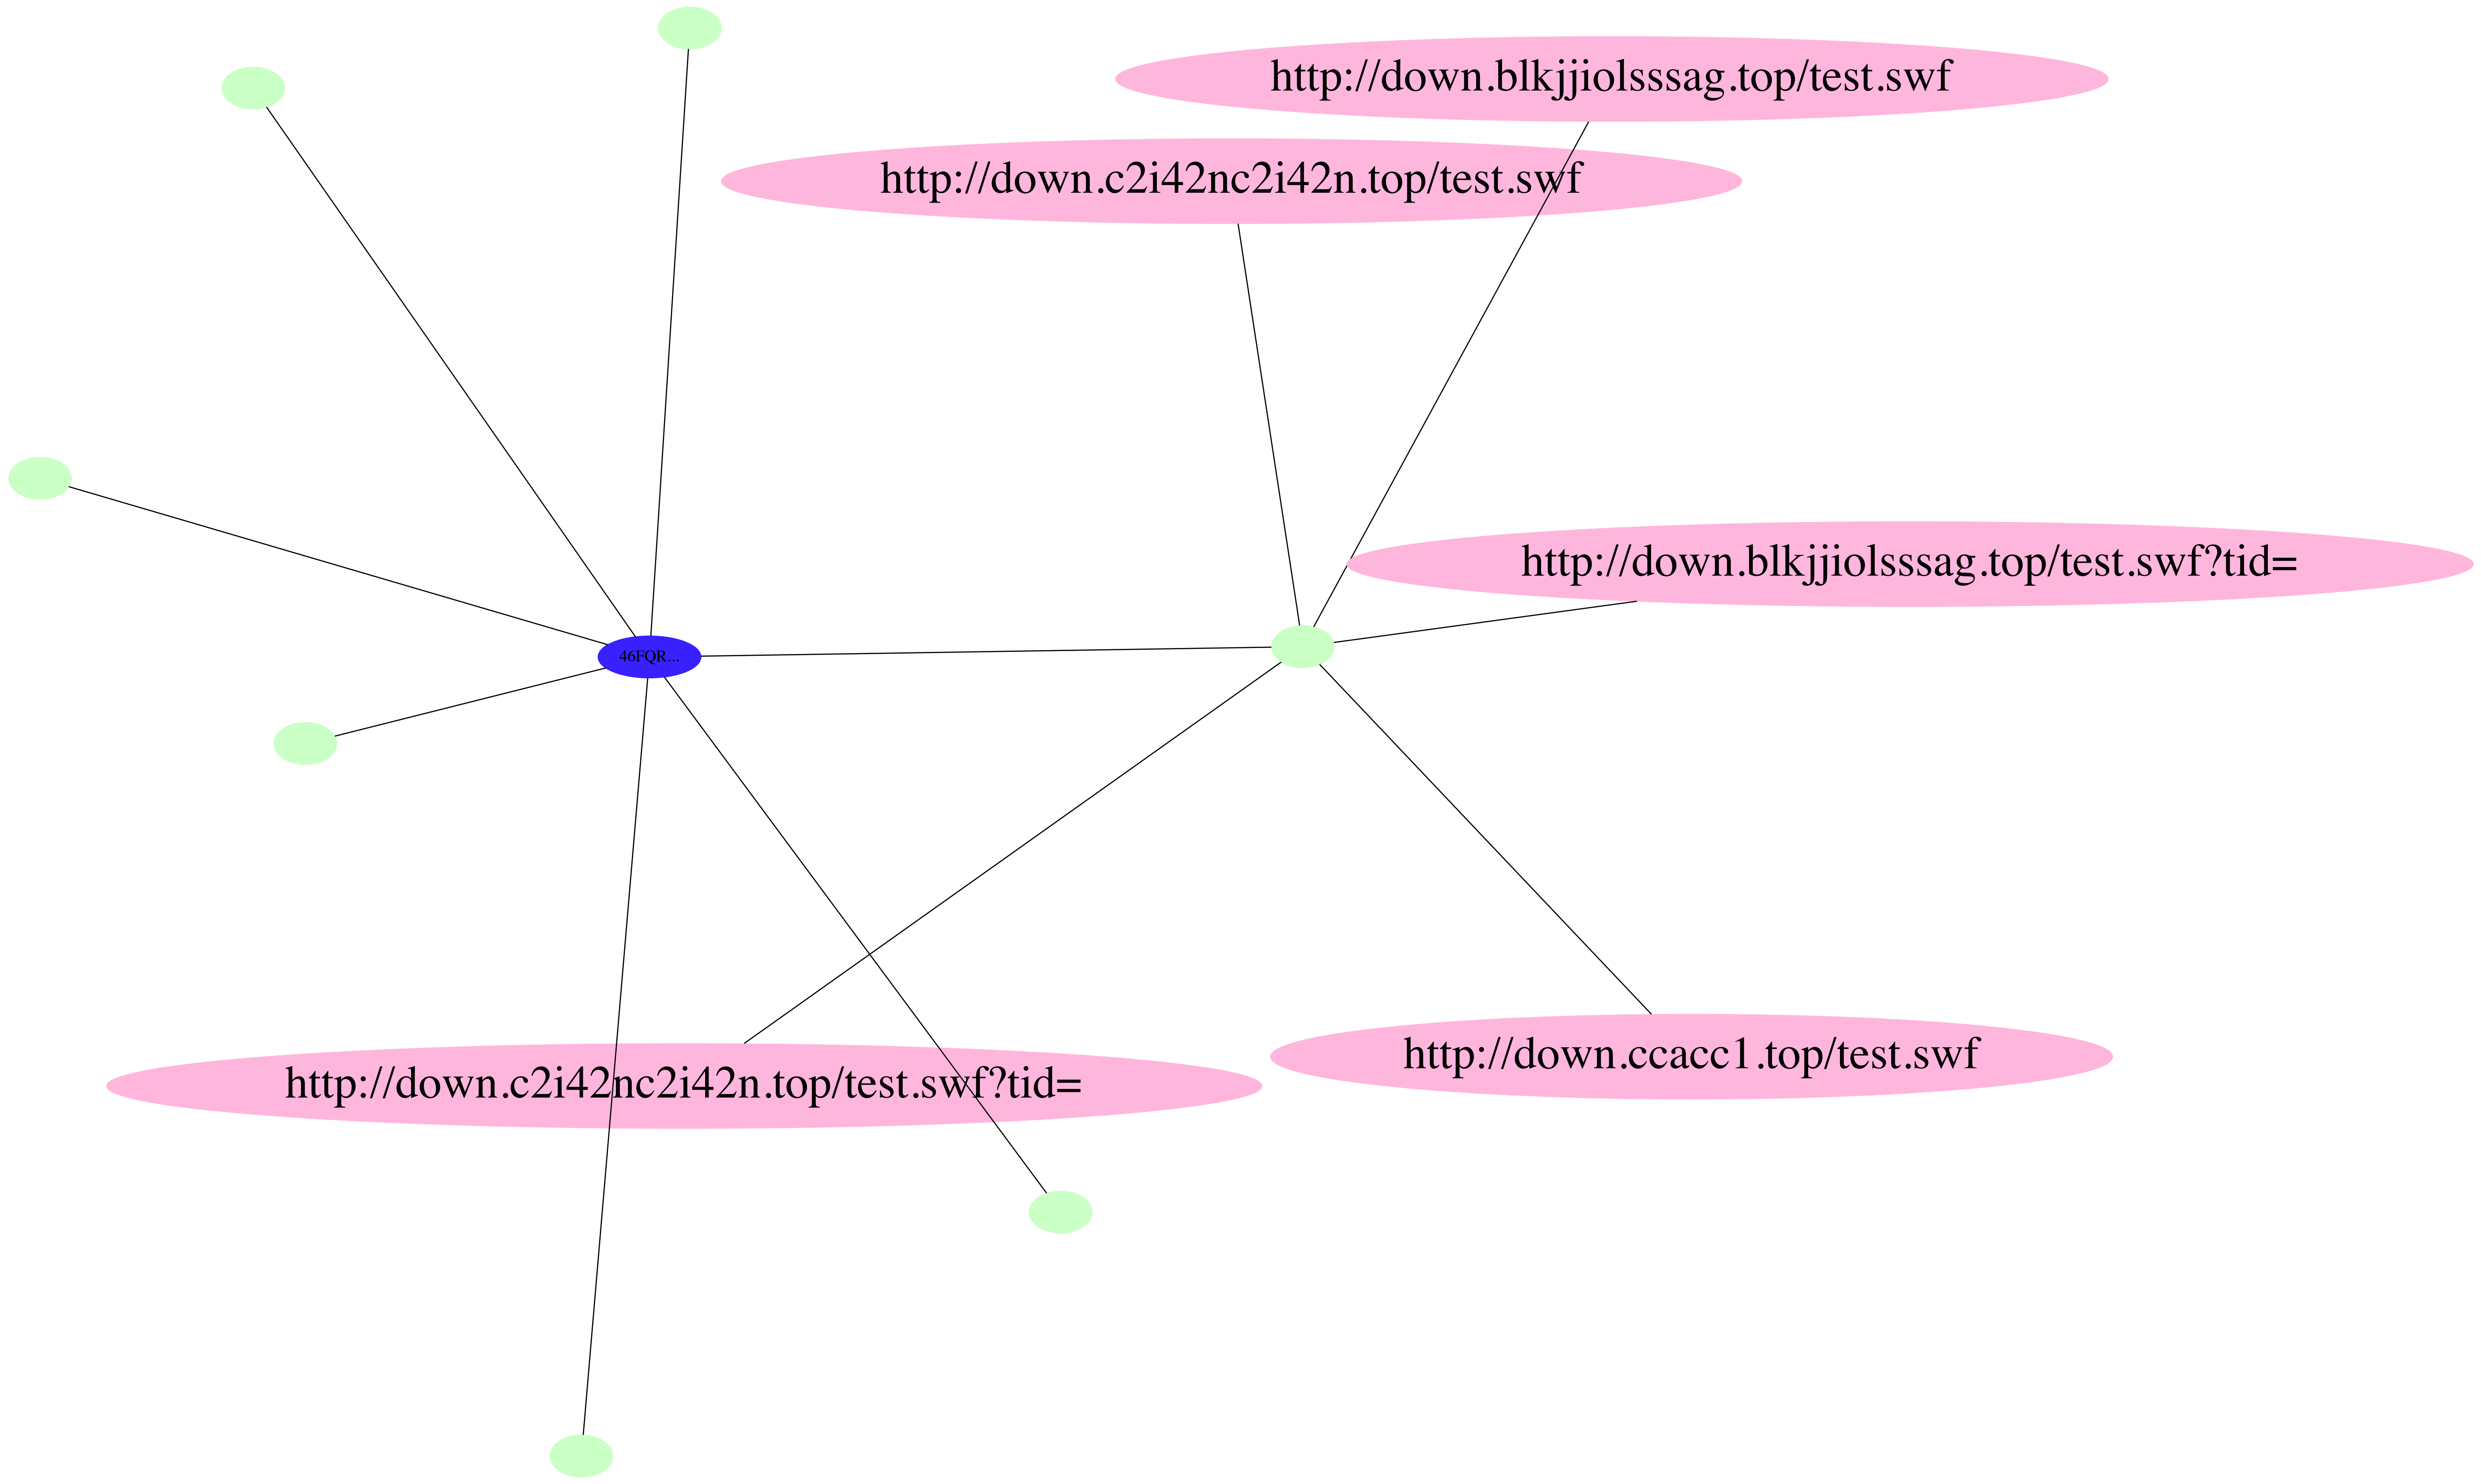 http://down.blkjjiolsssag.top/test.swf
http://down.c2i42nc2i42n.top/test.swf
http://down.blkjjiolsssag.top/test.swf?tid=
46FQR...
http://down.ccacc1.top/test.swf
http://down.c2i42nc2i42n.top/test.swf?tid=